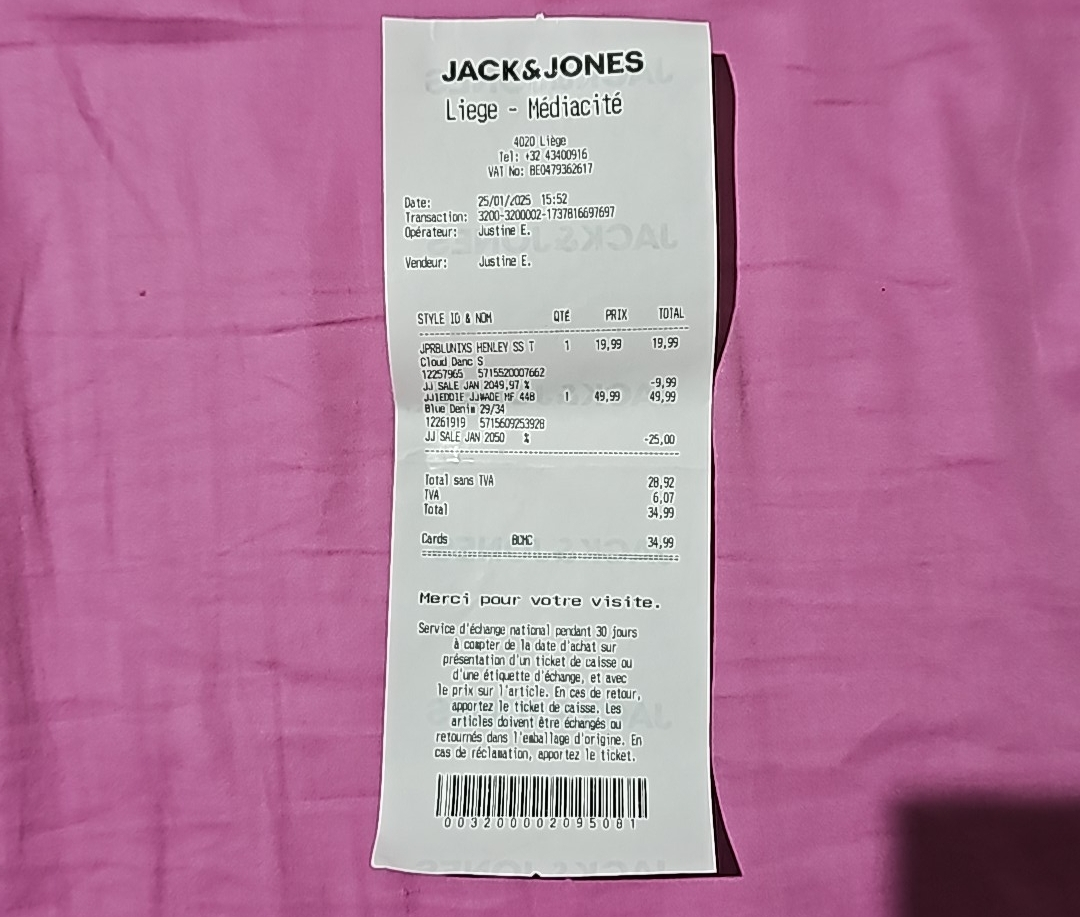 JACK&JONES
Liege - Médiacité
4020 Liège
Tel: +32 43400916
VAT No: BE0479362617
Date: 25/01/2025 15:52
Transaction: 3200-3200002-1737816697697
Opérateur: Justine E.
Vendeur: Justine E.
STYLE ID & NOM QTÉ PRIX TOTAL
JPRBLUNIXS HENLEY SS T 1 19,99 19,99
Cloud Danc S
12257965 5715520007662
JJ SALE JAN 2049,97 % -9,99
JJIEDDIE JJWADE MF 448 1 49,99 49,99
Blue Denim 29/34
12261919 5715609253928
JJ SALE JAN 2050 % -25,00
Total sans TVA 28,92
TVA 6,07
Total 34,99
Cards BCMC 34,99
Merci pour votre visite.
Service d'échange national pendant 30 jours
à compter de la date d'achat sur
présentation d'un ticket de caisse ou
d'une étiquette d'échange, et avec
le prix sur l'article. En cas de retour,
apportez le ticket de caisse. Les
articles doivent être échangés ou
retournés dans l'emballage d'origine. En
cas de réclamation, apportez le ticket.
003200002095081